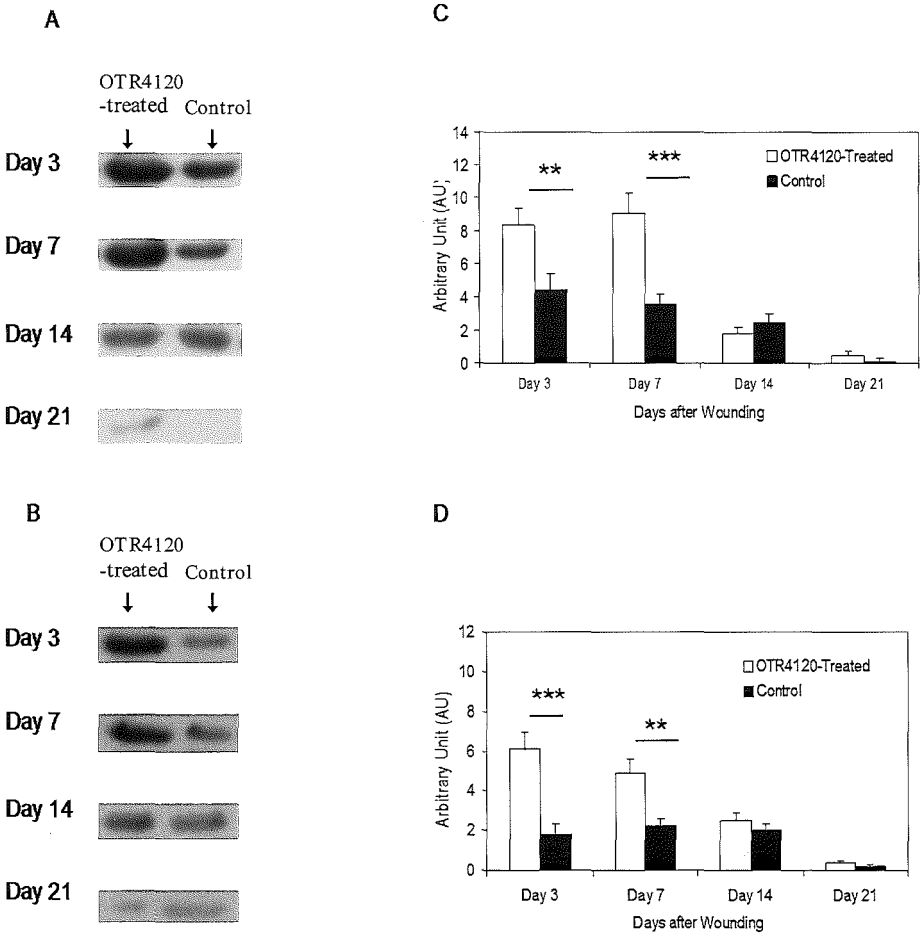 A
OTR4120
-treated Control
Day 3
Day 7
Day 14
Day 21
C
14
12
10
8
6
4
2
0
Arbitrary Unit (AU)
**
***
OTR4120-Treated
Control
Day 3 Day 7 Day 14 Day 21
Days after Wounding
B
OTR4120
-treated Control
Day 3
Day 7
Day 14
Day 21
D
12
10
8
6
4
2
0
Arbitrary Unit (AU)
***
**
OTR4120-Treated
Control
Day 3 Day 7 Day 14 Day 21
Days after Wounding